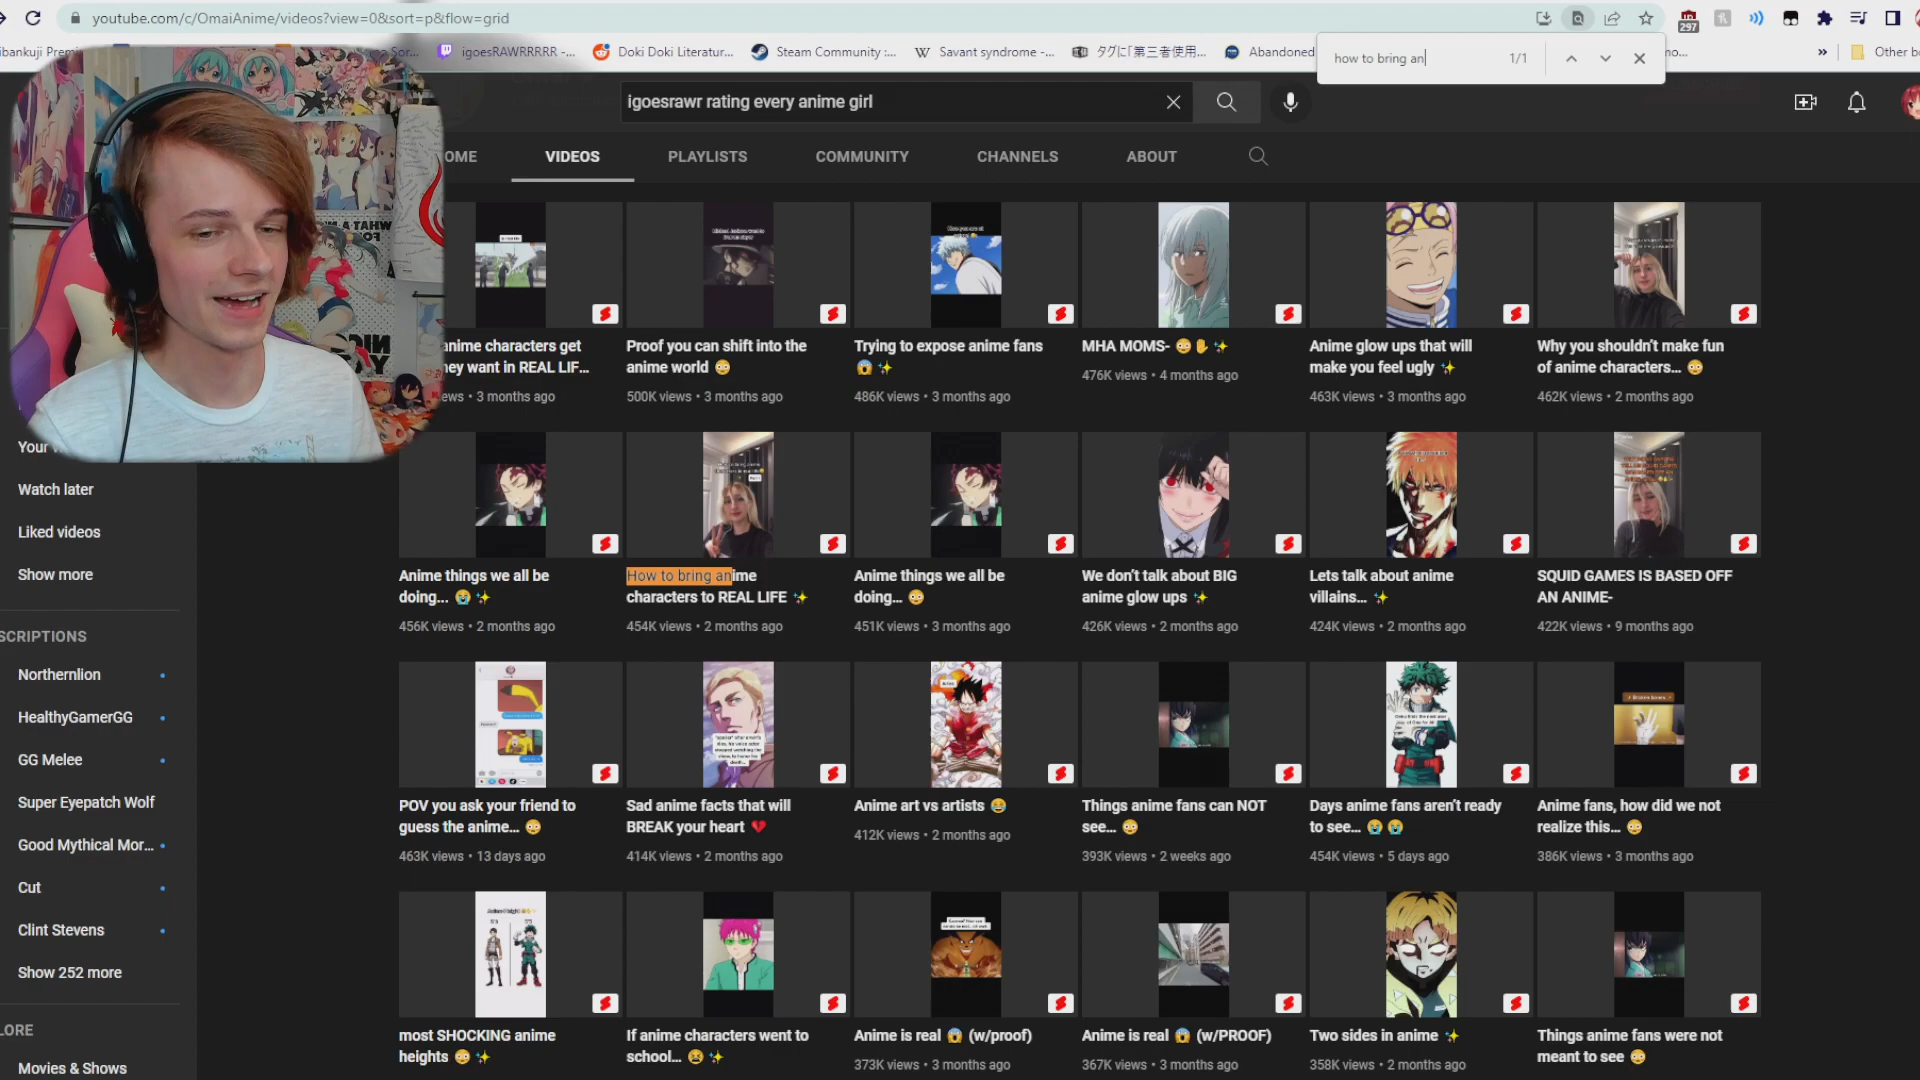 youtube.com/c/OmaiAnime/videos?view=0&sort=p&flow=grid
297
igoesRAWRRRRR -...
Doki Doki Literatur...
Steam Community :...
Savant syndrome -...
タグに「第三者使用...
Abandoned
»
how to bring an
1/1
igoesrawr rating every anime girl
OME
VIDEOS
PLAYLISTS
COMMUNITY
CHANNELS
ABOUT
anime characters get
hey want in REAL LIF...
ews • 3 months ago
Proof you can shift into the
anime world 😳
500K views • 3 months ago
Trying to expose anime fans
😱✨
486K views • 3 months ago
MHA MOMS- 😳✋✨
476K views • 4 months ago
Anime glow ups that will
make you feel ugly ✨
463K views • 3 months ago
Why you shouldn't make fun
of anime characters... 😳
462K views • 2 months ago
Watch later
Liked videos
Show more
Anime things we all be
doing... 😭✨
456K views • 2 months ago
How to bring anime
characters to REAL LIFE ✨
454K views • 2 months ago
Anime things we all be
doing... 😳
451K views • 3 months ago
We don't talk about BIG
anime glow ups ✨
426K views • 2 months ago
Lets talk about anime
villains... ✨
424K views • 2 months ago
SQUID GAMES IS BASED OFF
AN ANIME-
422K views • 9 months ago
SCRIPTIONS
Northernlion
HealthyGamerGG
GG Melee
Super Eyepatch Wolf
Good Mythical Mor...
Cut
Clint Stevens
Show 252 more
POV you ask your friend to
guess the anime... 😳
463K views • 13 days ago
Sad anime facts that will
BREAK your heart 💔
414K views • 2 months ago
Anime art vs artists 😂
412K views • 2 months ago
Things anime fans can NOT
see... 😳
393K views • 2 weeks ago
Days anime fans aren't ready
to see... 😭😭
454K views • 5 days ago
Anime fans, how did we not
realize this... 😳
386K views • 3 months ago
LORE
Movies & Shows
most SHOCKING anime
heights 😳✨
If anime characters went to
school... 😫✨
Anime is real 😱 (w/proof)
373K views • 3 months ago
Anime is real 😱 (w/PROOF)
367K views • 3 months ago
Two sides in anime ✨
358K views • 2 months ago
Things anime fans were not
meant to see 😳